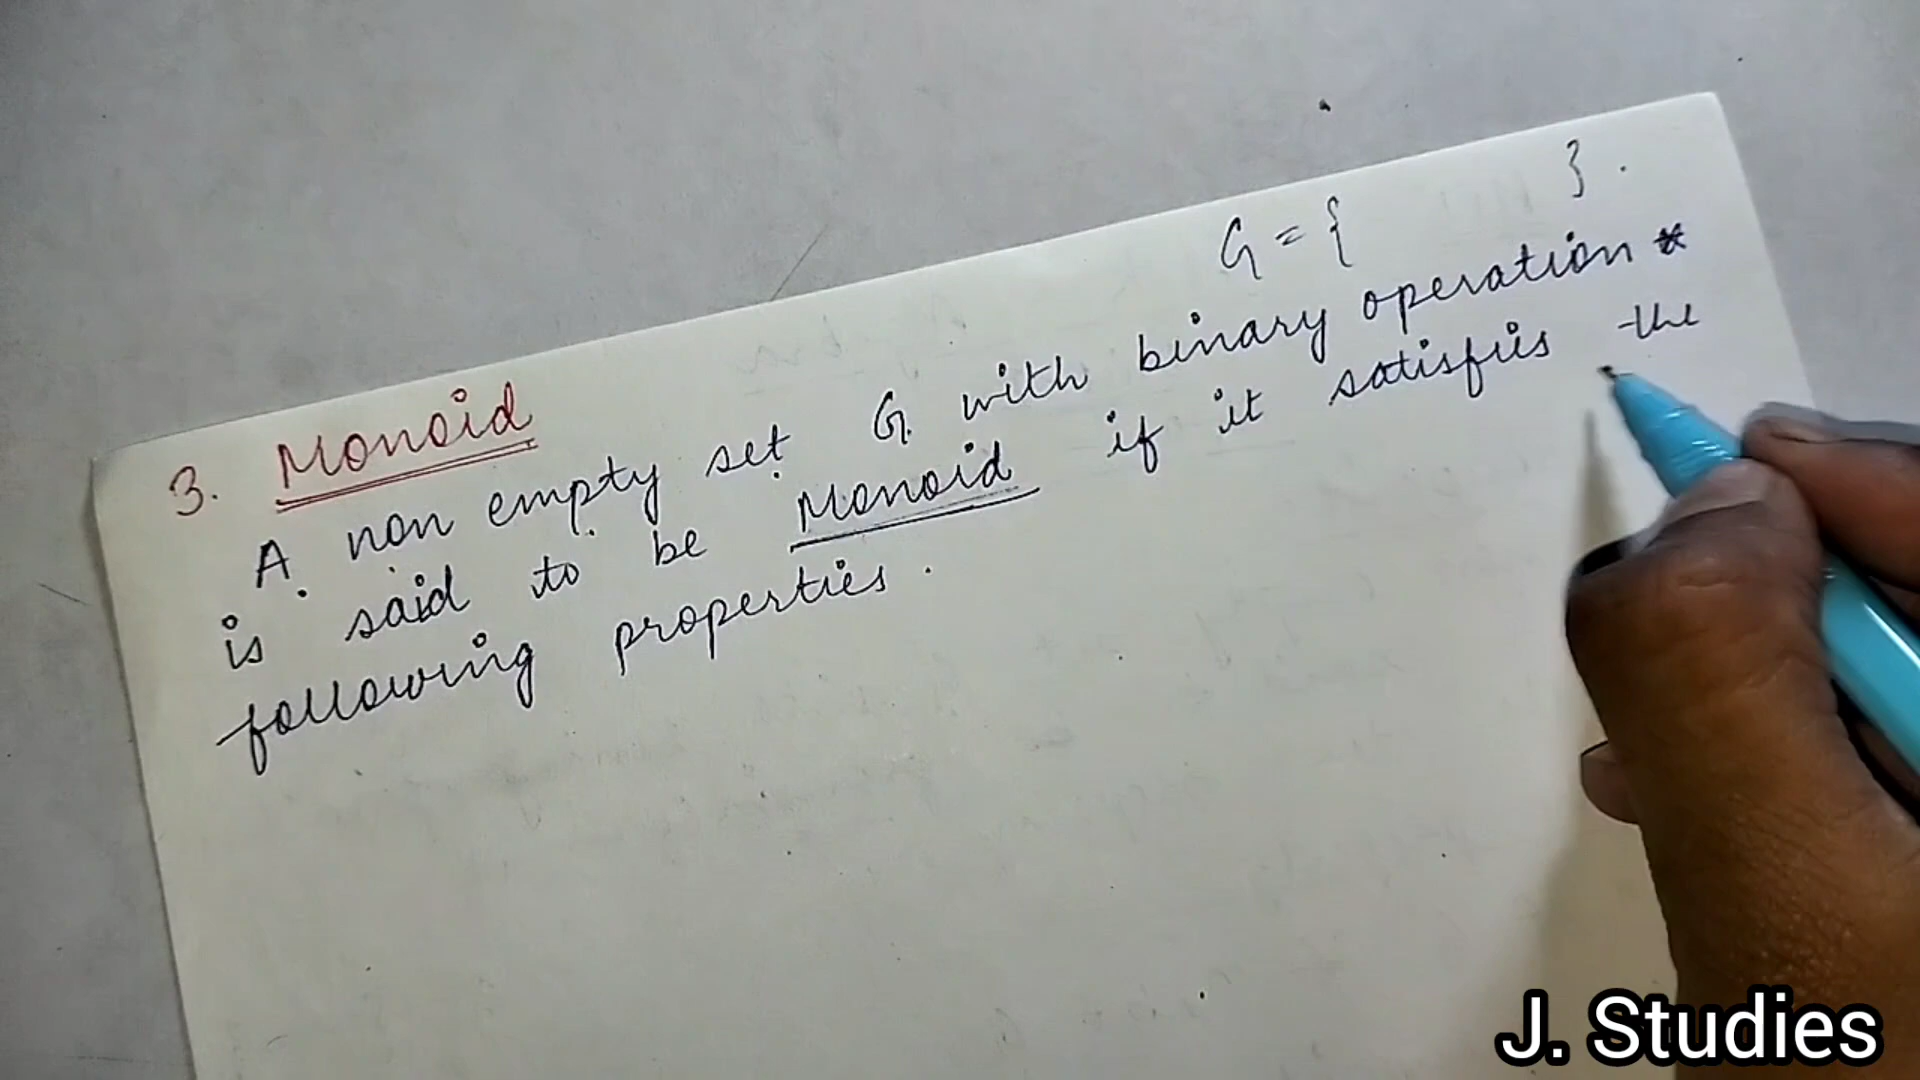 G = { }.
3. Monoid
A non empty set G with binary operation *
is said to be Monoid if it satisfies the
following properties.
J. Studies